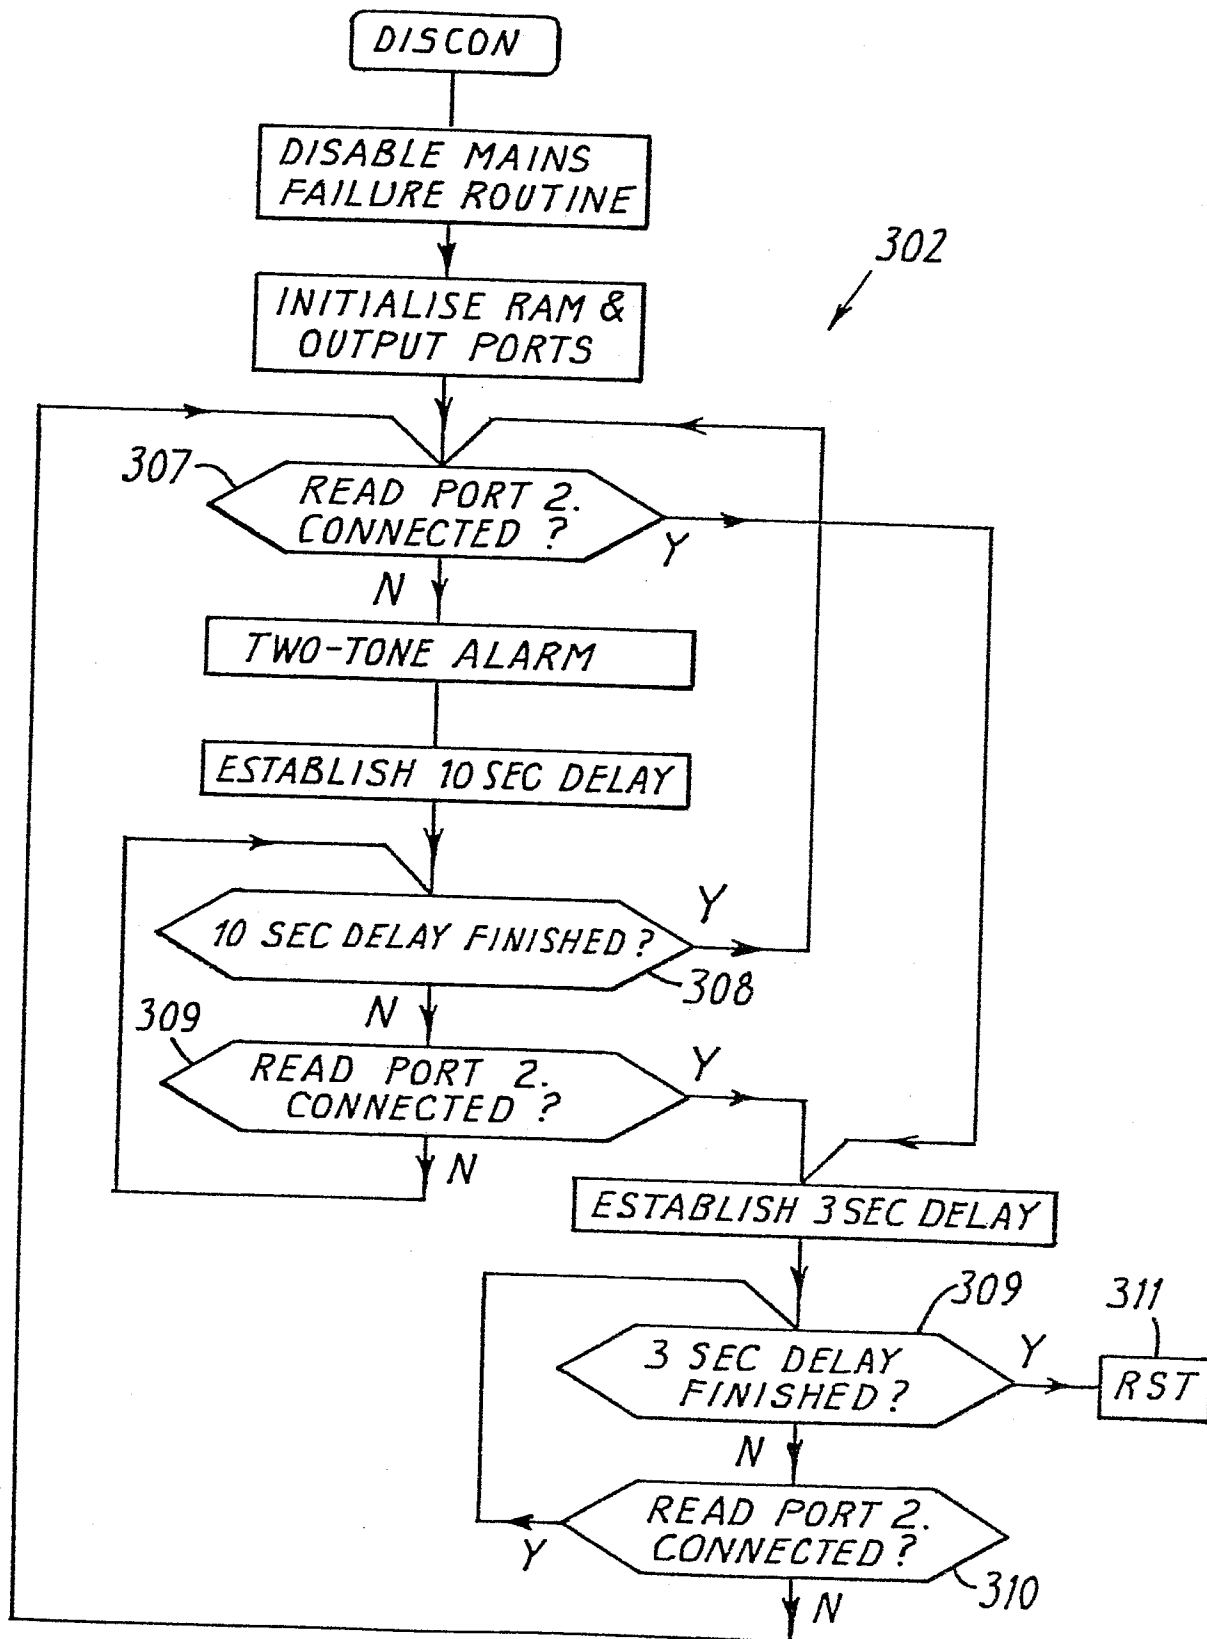 DISCON
DISABLE MAINS
FAILURE ROUTINE
302
INITIALISE RAM &
OUTPUT PORTS
307
READ PORT 2.
CONNECTED ?
Y
N
TWO-TONE ALARM
ESTABLISH 10 SEC DELAY
Y
10 SEC DELAY FINISHED ?
308
N
309
READ PORT 2.
CONNECTED ?
Y
N
ESTABLISH 3 SEC DELAY
309
311
3 SEC DELAY
FINISHED ?
Y
RST
N
READ PORT 2.
CONNECTED ?
Y
310
N